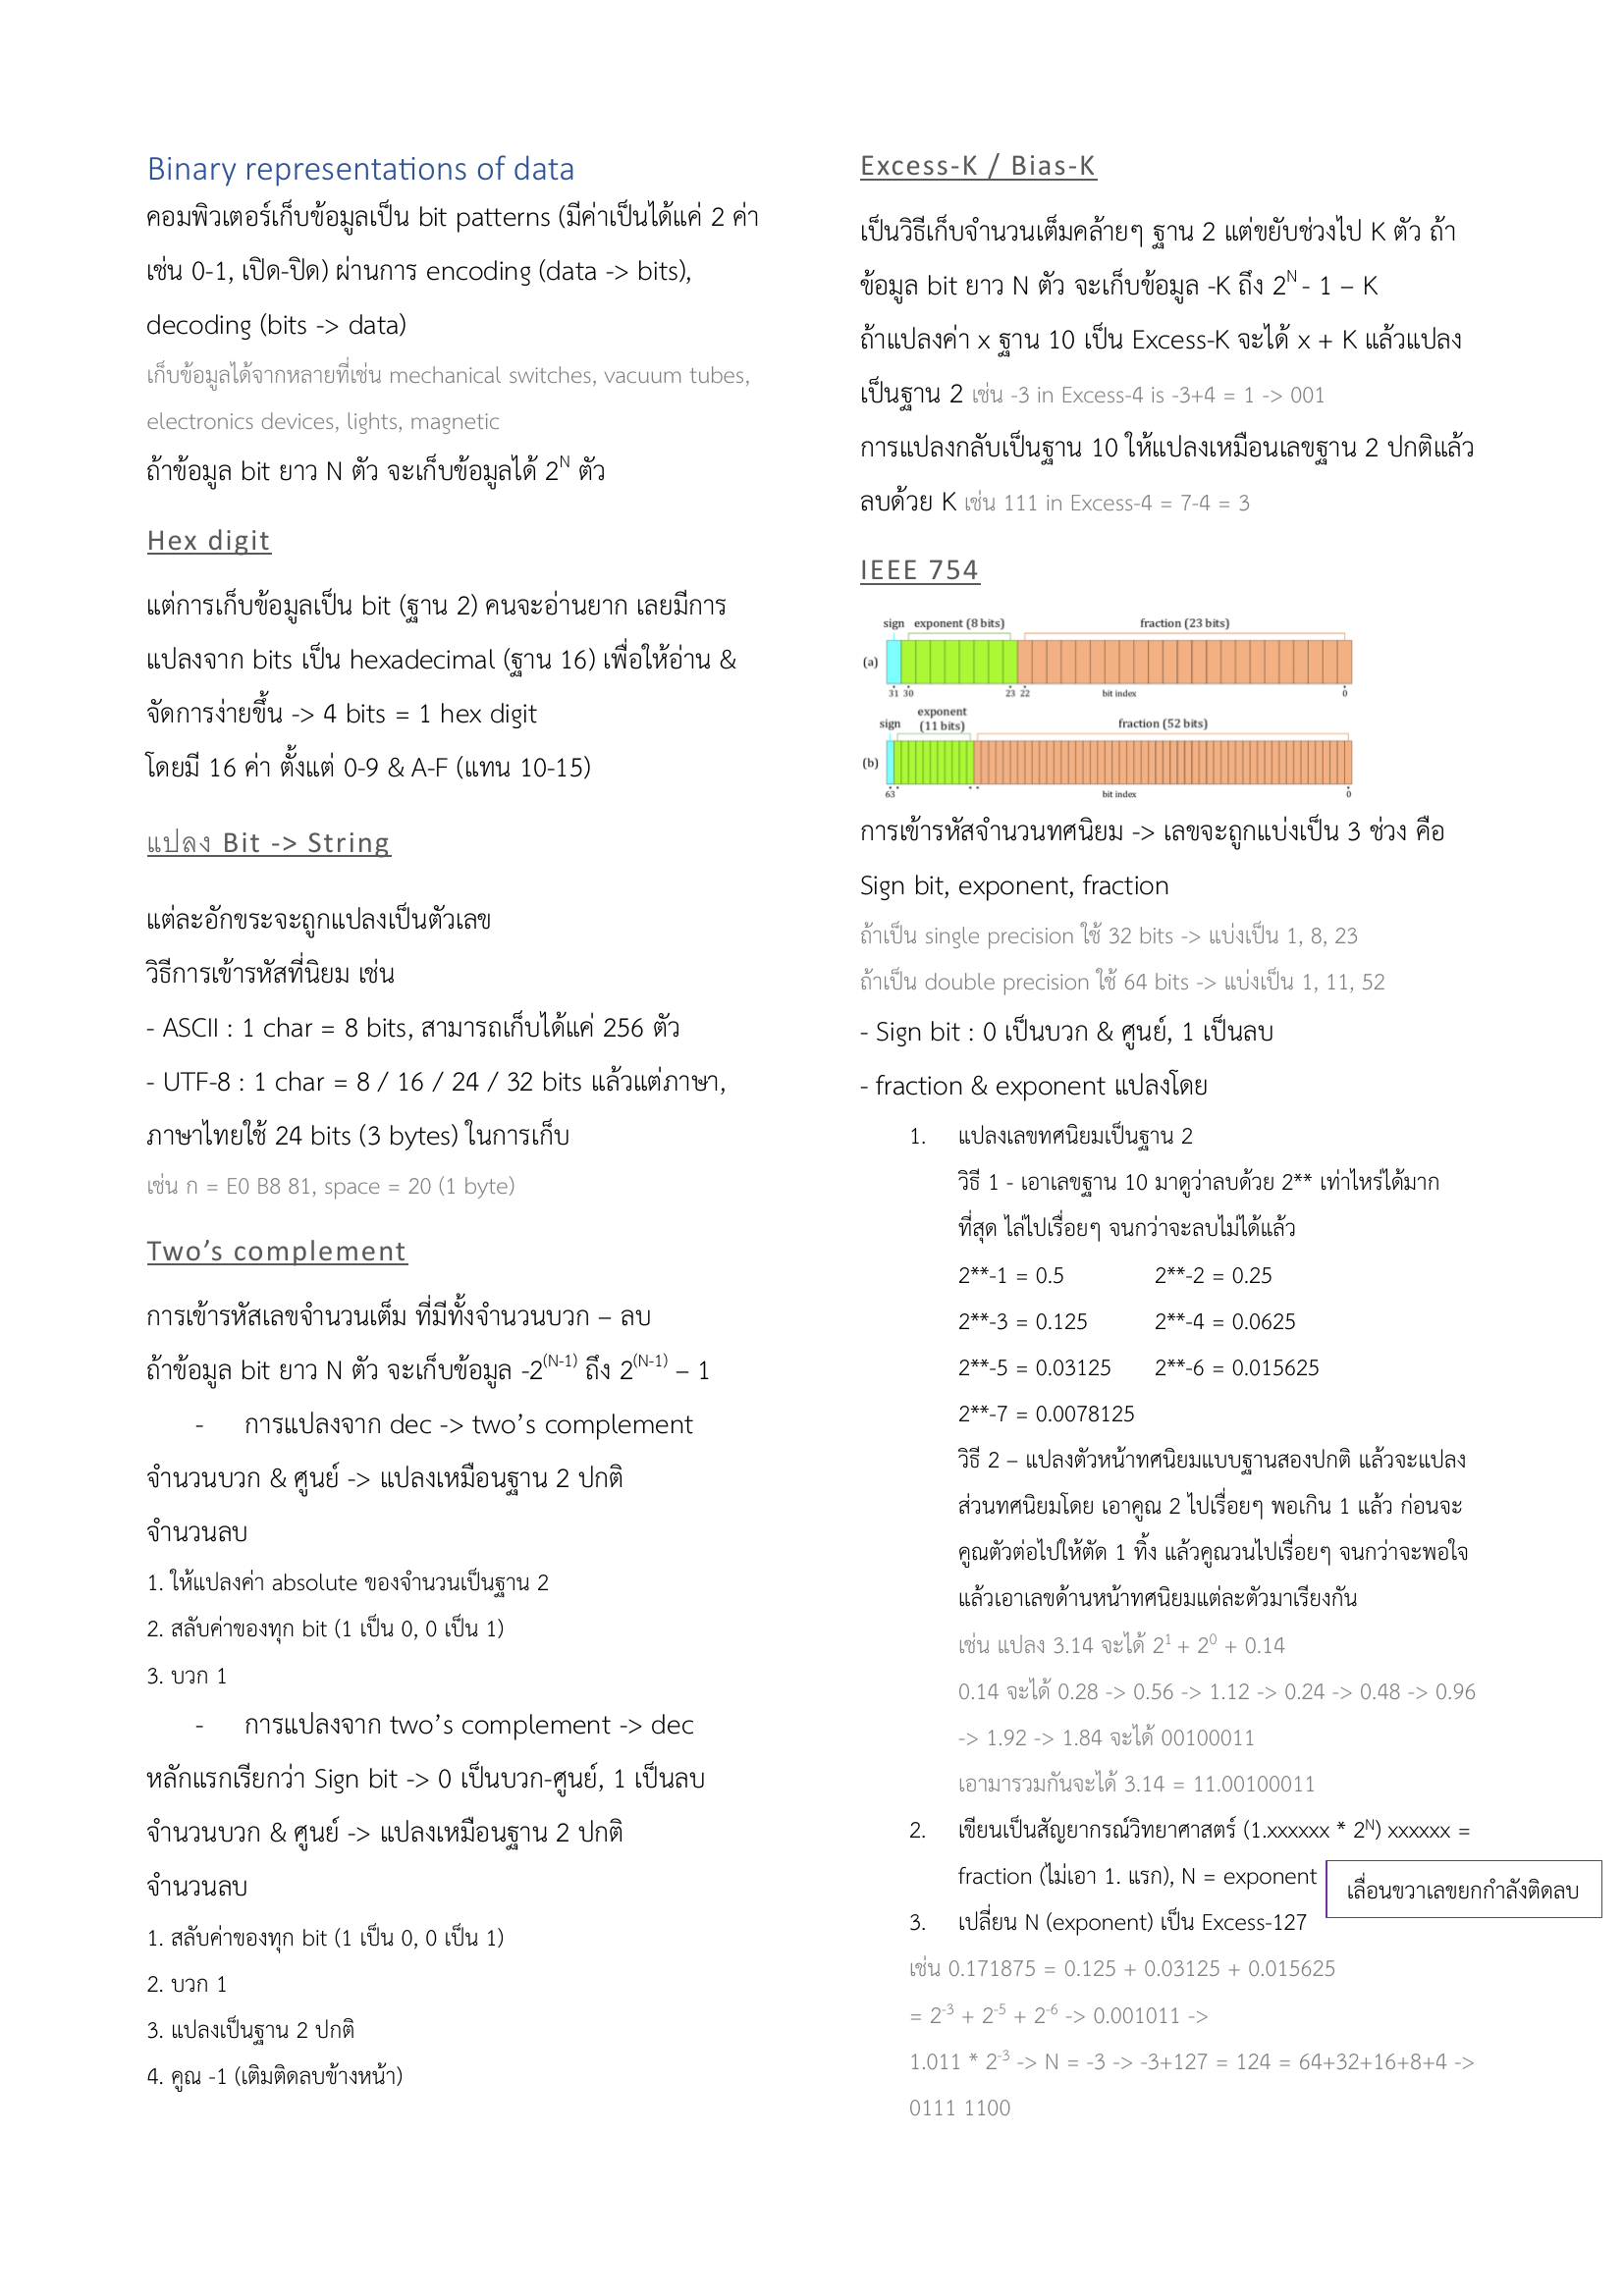 Binary representations of data
คอมพิวเตอร์เก็บข้อมูลเป็น bit patterns (มีค่าเป็นได้แค่ 2 ค่า
เช่น 0-1, เปิด-ปิด) ผ่านการ encoding (data -> bits),
decoding (bits -> data)
เก็บข้อมูลได้จากหลายที่เช่น mechanical switches, vacuum tubes,
electronics devices, lights, magnetic
ถ้าข้อมูล bit ยาว N ตัว จะเก็บข้อมูลได้ 2^N ตัว
Hex digit
แต่การเก็บข้อมูลเป็น bit (ฐาน 2) คนจะอ่านยาก เลยมีการ
แปลงจาก bits เป็น hexadecimal (ฐาน 16) เพื่อให้อ่าน &
จัดการง่ายขึ้น -> 4 bits = 1 hex digit
โดยมี 16 ค่า ตั้งแต่ 0-9 & A-F (แทน 10-15)
แปลง Bit -> String
แต่ละอักขระจะถูกแปลงเป็นตัวเลข
วิธีการเข้ารหัสที่นิยม เช่น
- ASCII : 1 char = 8 bits, สามารถเก็บได้แค่ 256 ตัว
- UTF-8 : 1 char = 8 / 16 / 24 / 32 bits แล้วแต่ภาษา,
ภาษาไทยใช้ 24 bits (3 bytes) ในการเก็บ
เช่น ก = E0 B8 81, space = 20 (1 byte)
Two's complement
การเข้ารหัสเลขจำนวนเต็ม ที่มีทั้งจำนวนบวก – ลบ
ถ้าข้อมูล bit ยาว N ตัว จะเก็บข้อมูล -2^(N-1) ถึง 2^(N-1) – 1
- การแปลงจาก dec -> two's complement
จำนวนบวก & ศูนย์ -> แปลงเหมือนฐาน 2 ปกติ
จำนวนลบ
1. ให้แปลงค่า absolute ของจำนวนเป็นฐาน 2
2. สลับค่าของทุก bit (1 เป็น 0, 0 เป็น 1)
3. บวก 1
- การแปลงจาก two's complement -> dec
หลักแรกเรียกว่า Sign bit -> 0 เป็นบวก-ศูนย์, 1 เป็นลบ
จำนวนบวก & ศูนย์ -> แปลงเหมือนฐาน 2 ปกติ
จำนวนลบ
1. สลับค่าของทุก bit (1 เป็น 0, 0 เป็น 1)
2. บวก 1
3. แปลงเป็นฐาน 2 ปกติ
4. คูณ -1 (เติมติดลบข้างหน้า)
Excess-K / Bias-K
เป็นวิธีเก็บจำนวนเต็มคล้ายๆ ฐาน 2 แต่ขยับช่วงไป K ตัว ถ้า
ข้อมูล bit ยาว N ตัว จะเก็บข้อมูล -K ถึง 2^N - 1 – K
ถ้าแปลงค่า x ฐาน 10 เป็น Excess-K จะได้ x + K แล้วแปลง
เป็นฐาน 2 เช่น -3 in Excess-4 is -3+4 = 1 -> 001
การแปลงกลับเป็นฐาน 10 ให้แปลงเหมือนเลขฐาน 2 ปกติแล้ว
ลบด้วย K เช่น 111 in Excess-4 = 7-4 = 3
IEEE 754
sign exponent (8 bits) fraction (23 bits)
(a)
31 30 23 22 bit index 0
sign exponent (11 bits) fraction (52 bits)
(b)
63 bit index 0
การเข้ารหัสจำนวนทศนิยม -> เลขจะถูกแบ่งเป็น 3 ช่วง คือ
Sign bit, exponent, fraction
ถ้าเป็น single precision ใช้ 32 bits -> แบ่งเป็น 1, 8, 23
ถ้าเป็น double precision ใช้ 64 bits -> แบ่งเป็น 1, 11, 52
- Sign bit : 0 เป็นบวก & ศูนย์, 1 เป็นลบ
- fraction & exponent แปลงโดย
1. แปลงเลขทศนิยมเป็นฐาน 2
วิธี 1 - เอาเลขฐาน 10 มาดูว่าลบด้วย 2** เท่าไหร่ได้มาก
ที่สุด ไล่ไปเรื่อยๆ จนกว่าจะลบไม่ได้แล้ว
2**-1 = 0.5 2**-2 = 0.25
2**-3 = 0.125 2**-4 = 0.0625
2**-5 = 0.03125 2**-6 = 0.015625
2**-7 = 0.0078125
วิธี 2 – แปลงตัวหน้าทศนิยมแบบฐานสองปกติ แล้วจะแปลง
ส่วนทศนิยมโดย เอาคูณ 2 ไปเรื่อยๆ พอเกิน 1 แล้ว ก่อนจะ
คูณตัวต่อไปให้ตัด 1 ทิ้ง แล้วคูณวนไปเรื่อยๆ จนกว่าจะพอใจ
แล้วเอาเลขด้านหน้าทศนิยมแต่ละตัวมาเรียงกัน
เช่น แปลง 3.14 จะได้ 2^1 + 2^0 + 0.14
0.14 จะได้ 0.28 -> 0.56 -> 1.12 -> 0.24 -> 0.48 -> 0.96
-> 1.92 -> 1.84 จะได้ 00100011
เอามารวมกันจะได้ 3.14 = 11.00100011
2. เขียนเป็นสัญยากรณ์วิทยาศาสตร์ (1.xxxxxx * 2^N) xxxxxx =
fraction (ไม่เอา 1. แรก), N = exponent
เลื่อนขวาเลขยกกำลังติดลบ
3. เปลี่ยน N (exponent) เป็น Excess-127
เช่น 0.171875 = 0.125 + 0.03125 + 0.015625
= 2^-3 + 2^-5 + 2^-6 -> 0.001011 ->
1.011 * 2^-3 -> N = -3 -> -3+127 = 124 = 64+32+16+8+4 ->
0111 1100